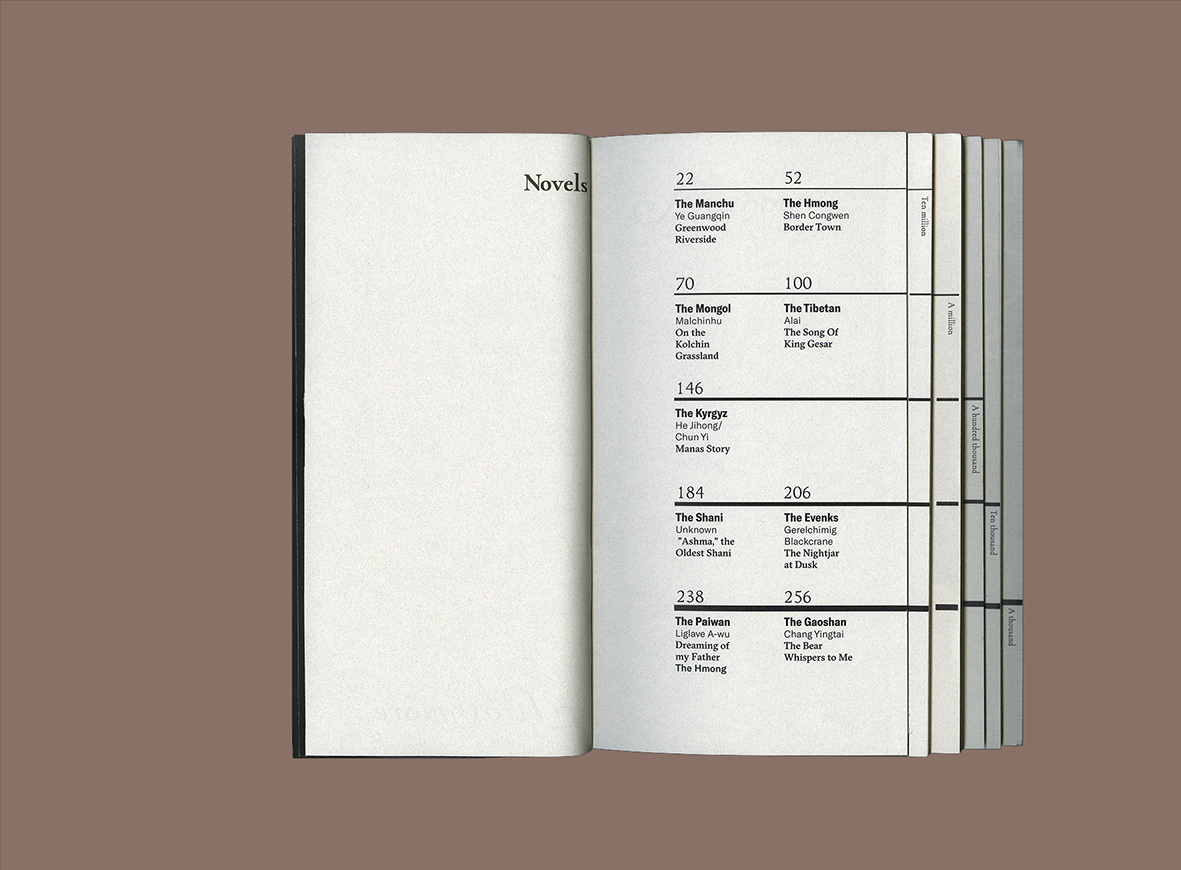 Novels
22
The Manchu
Ye Guangqin
Greenwood
Riverside
52
The Hmong
Shen Congwen
Border Town
70
The Mongol
Malchinhu
On the
Kolchin
Grassland
100
The Tibetan
Alai
The Song Of
King Gesar
146
The Kyrgyz
He Jihong/
Chun Yi
Manas Story
184
The Shani
Unknown
"Ashma," the
Oldest Shani
206
The Evenks
Gerelchimig
Blackcrane
The Nightjar
at Dusk
238
The Paiwan
Liglave A-wu
Dreaming of
my Father
The Hmong
256
The Gaoshan
Chang Yingtai
The Bear
Whispers to Me
Ten million
A million
A hundred thousand
Ten thousand
A thousand